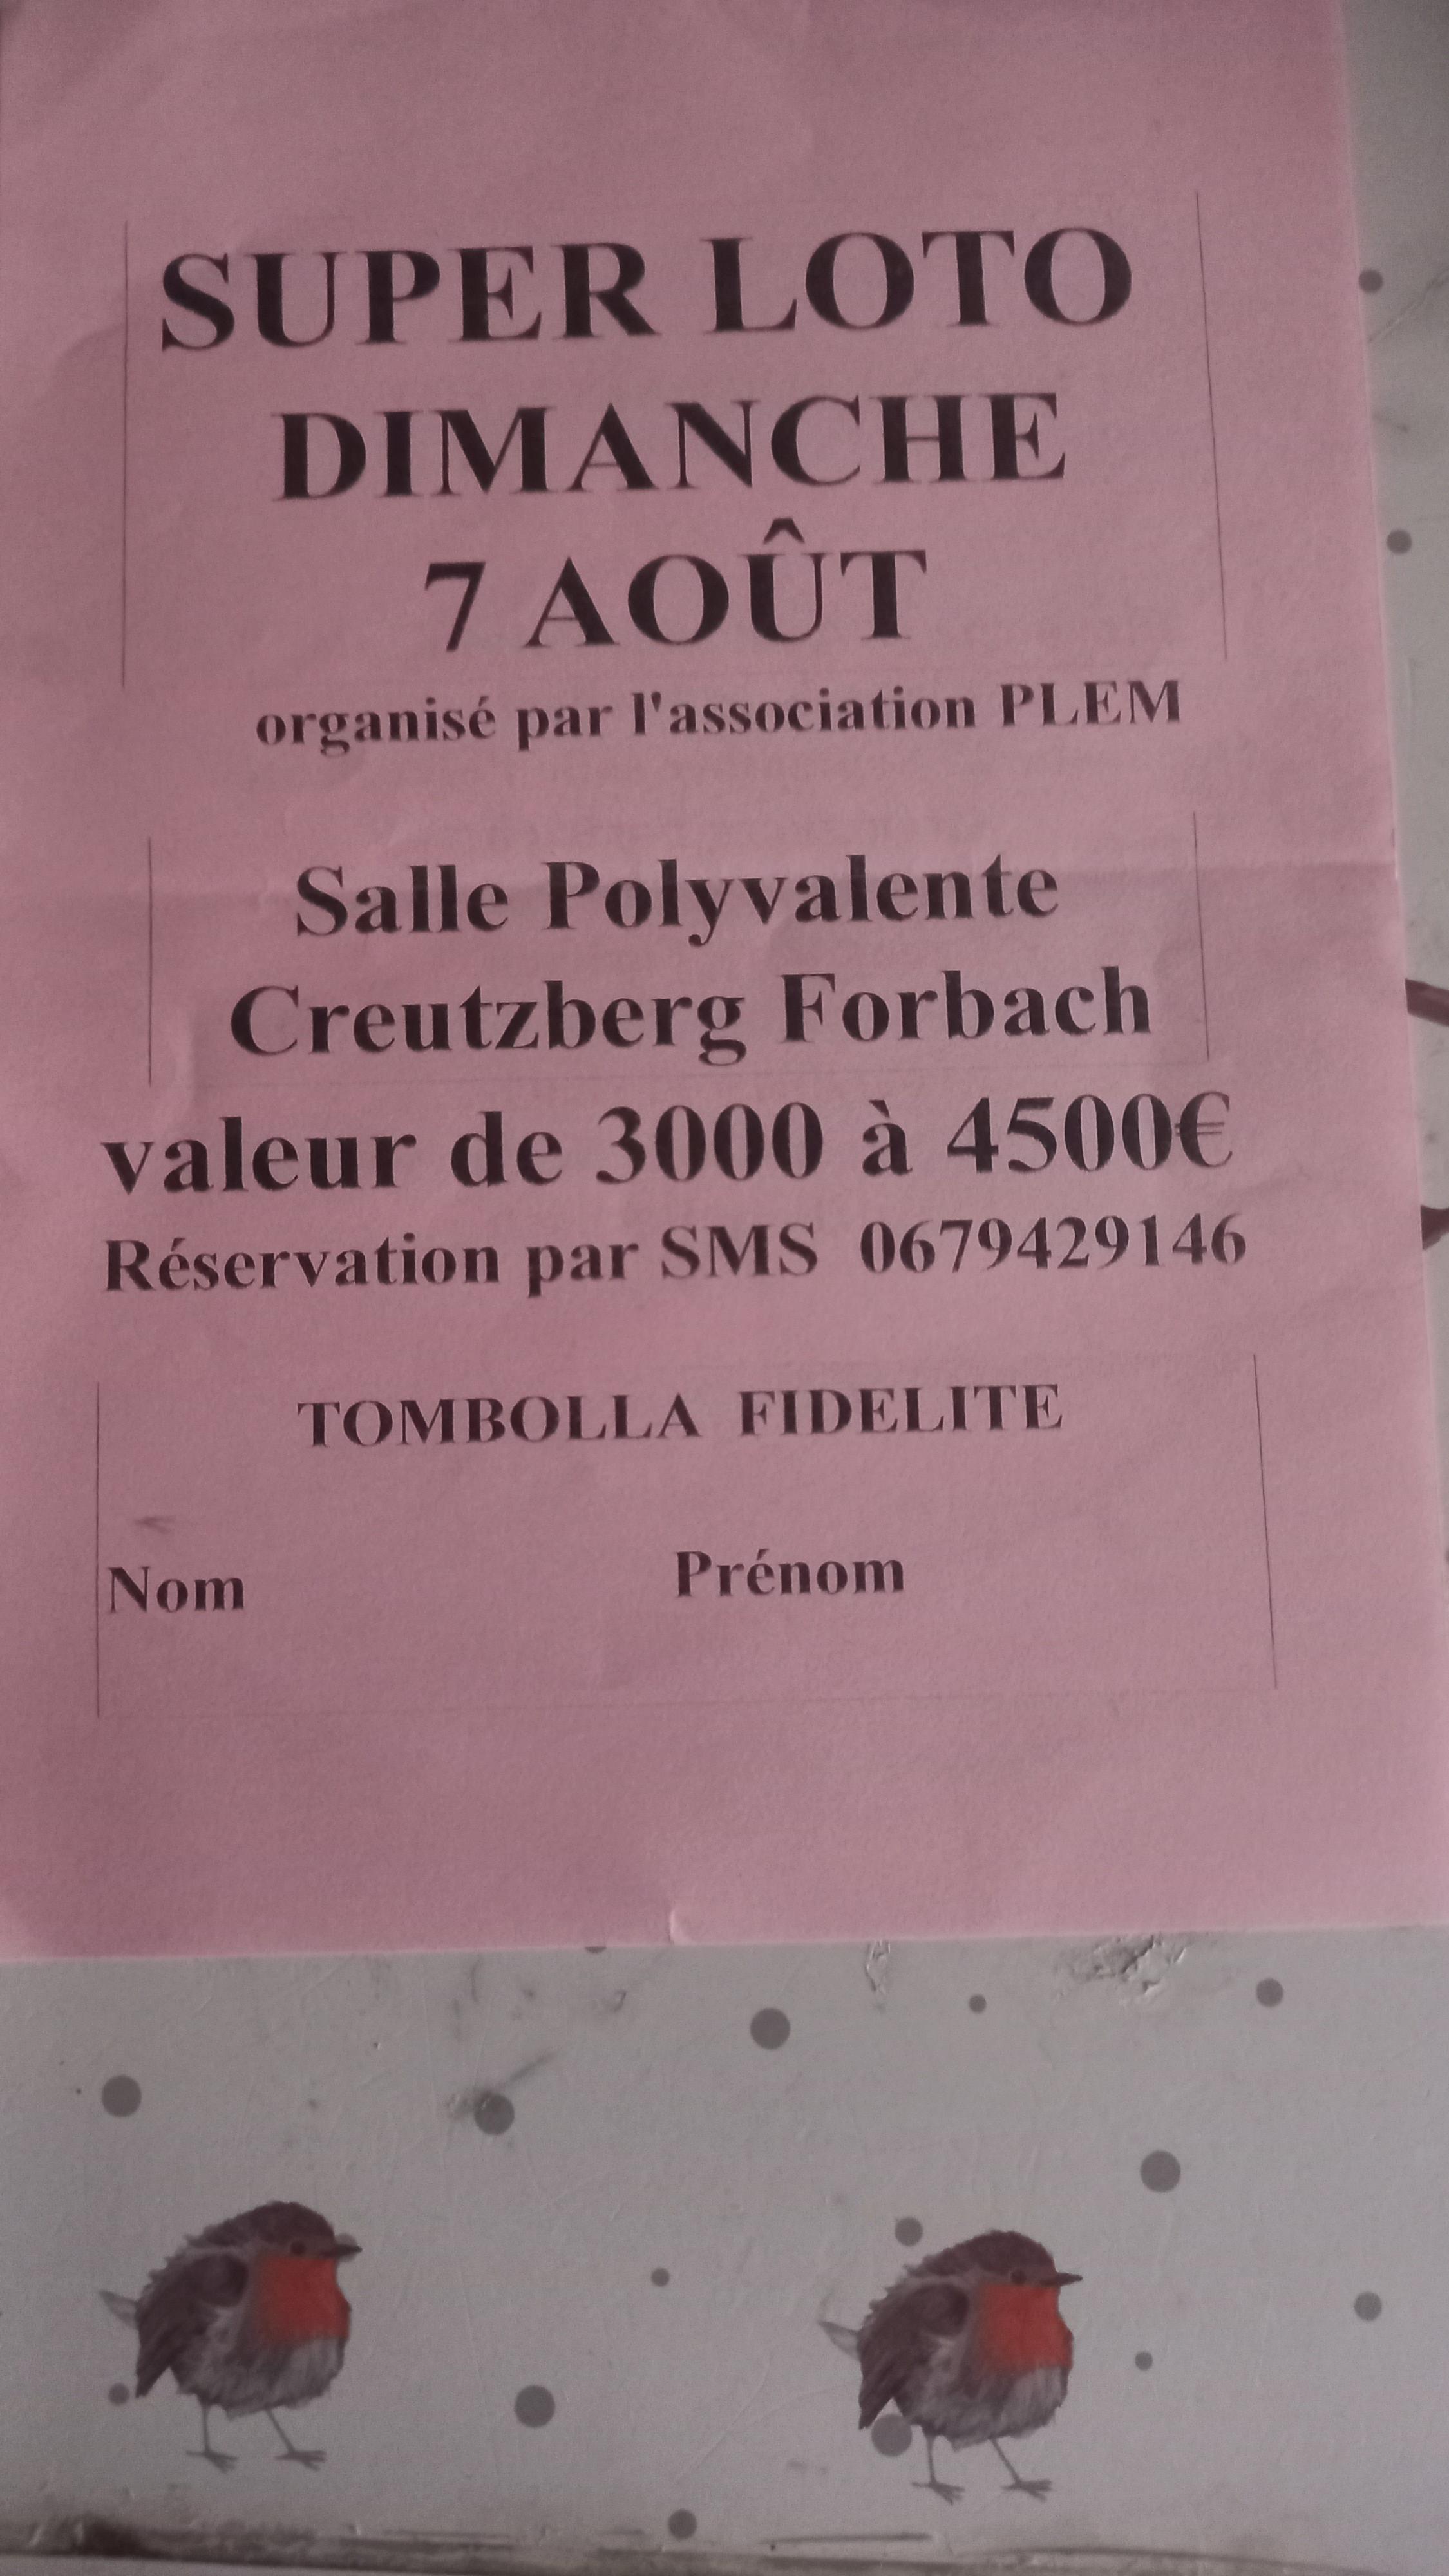 SUPER LOTO
DIMANCHE
7 AOÛT
organisé par l'association PLEM
Salle Polyvalente
Creutzberg Forbach
valeur de 3000 à 4500€
Réservation par SMS 0679429146
TOMBOLLA FIDELITE
Nom Prénom